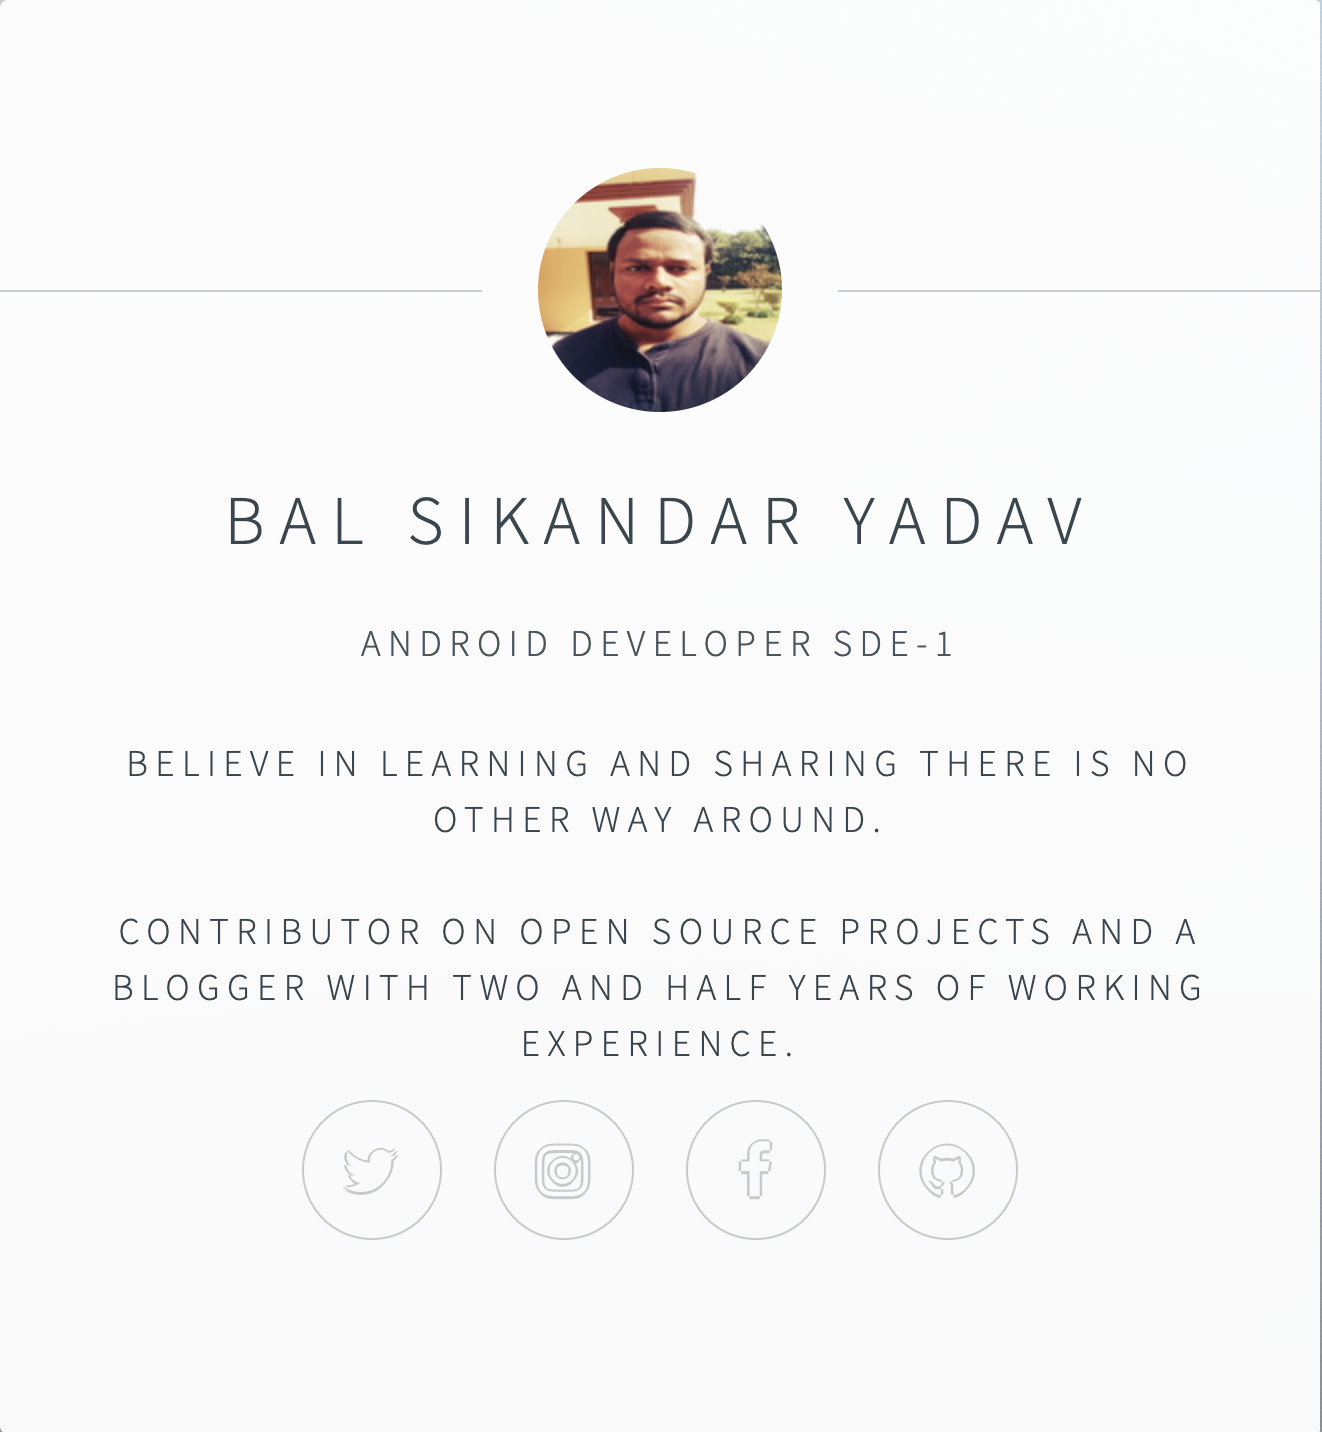 BAL SIKANDAR YADAV
ANDROID DEVELOPER SDE-1
BELIEVE IN LEARNING AND SHARING THERE IS NO
OTHER WAY AROUND.
CONTRIBUTOR ON OPEN SOURCE PROJECTS AND A
BLOGGER WITH TWO AND HALF YEARS OF WORKING
EXPERIENCE.